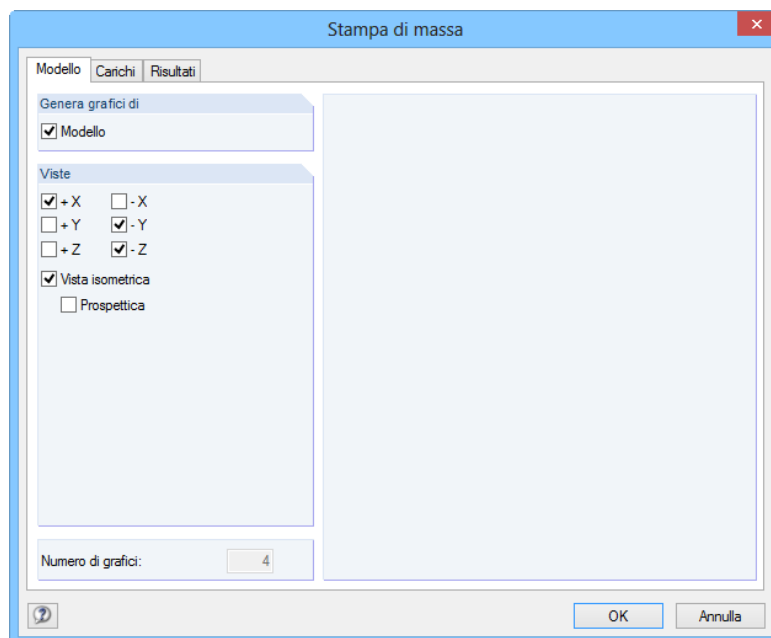 Stampa di massa
Modello Carichi Risultati
Genera grafici di
Modello
Viste
+ X - X
+ Y - Y
+ Z - Z
Vista isometrica
Prospettica
Numero di grafici: 4
OK Annulla